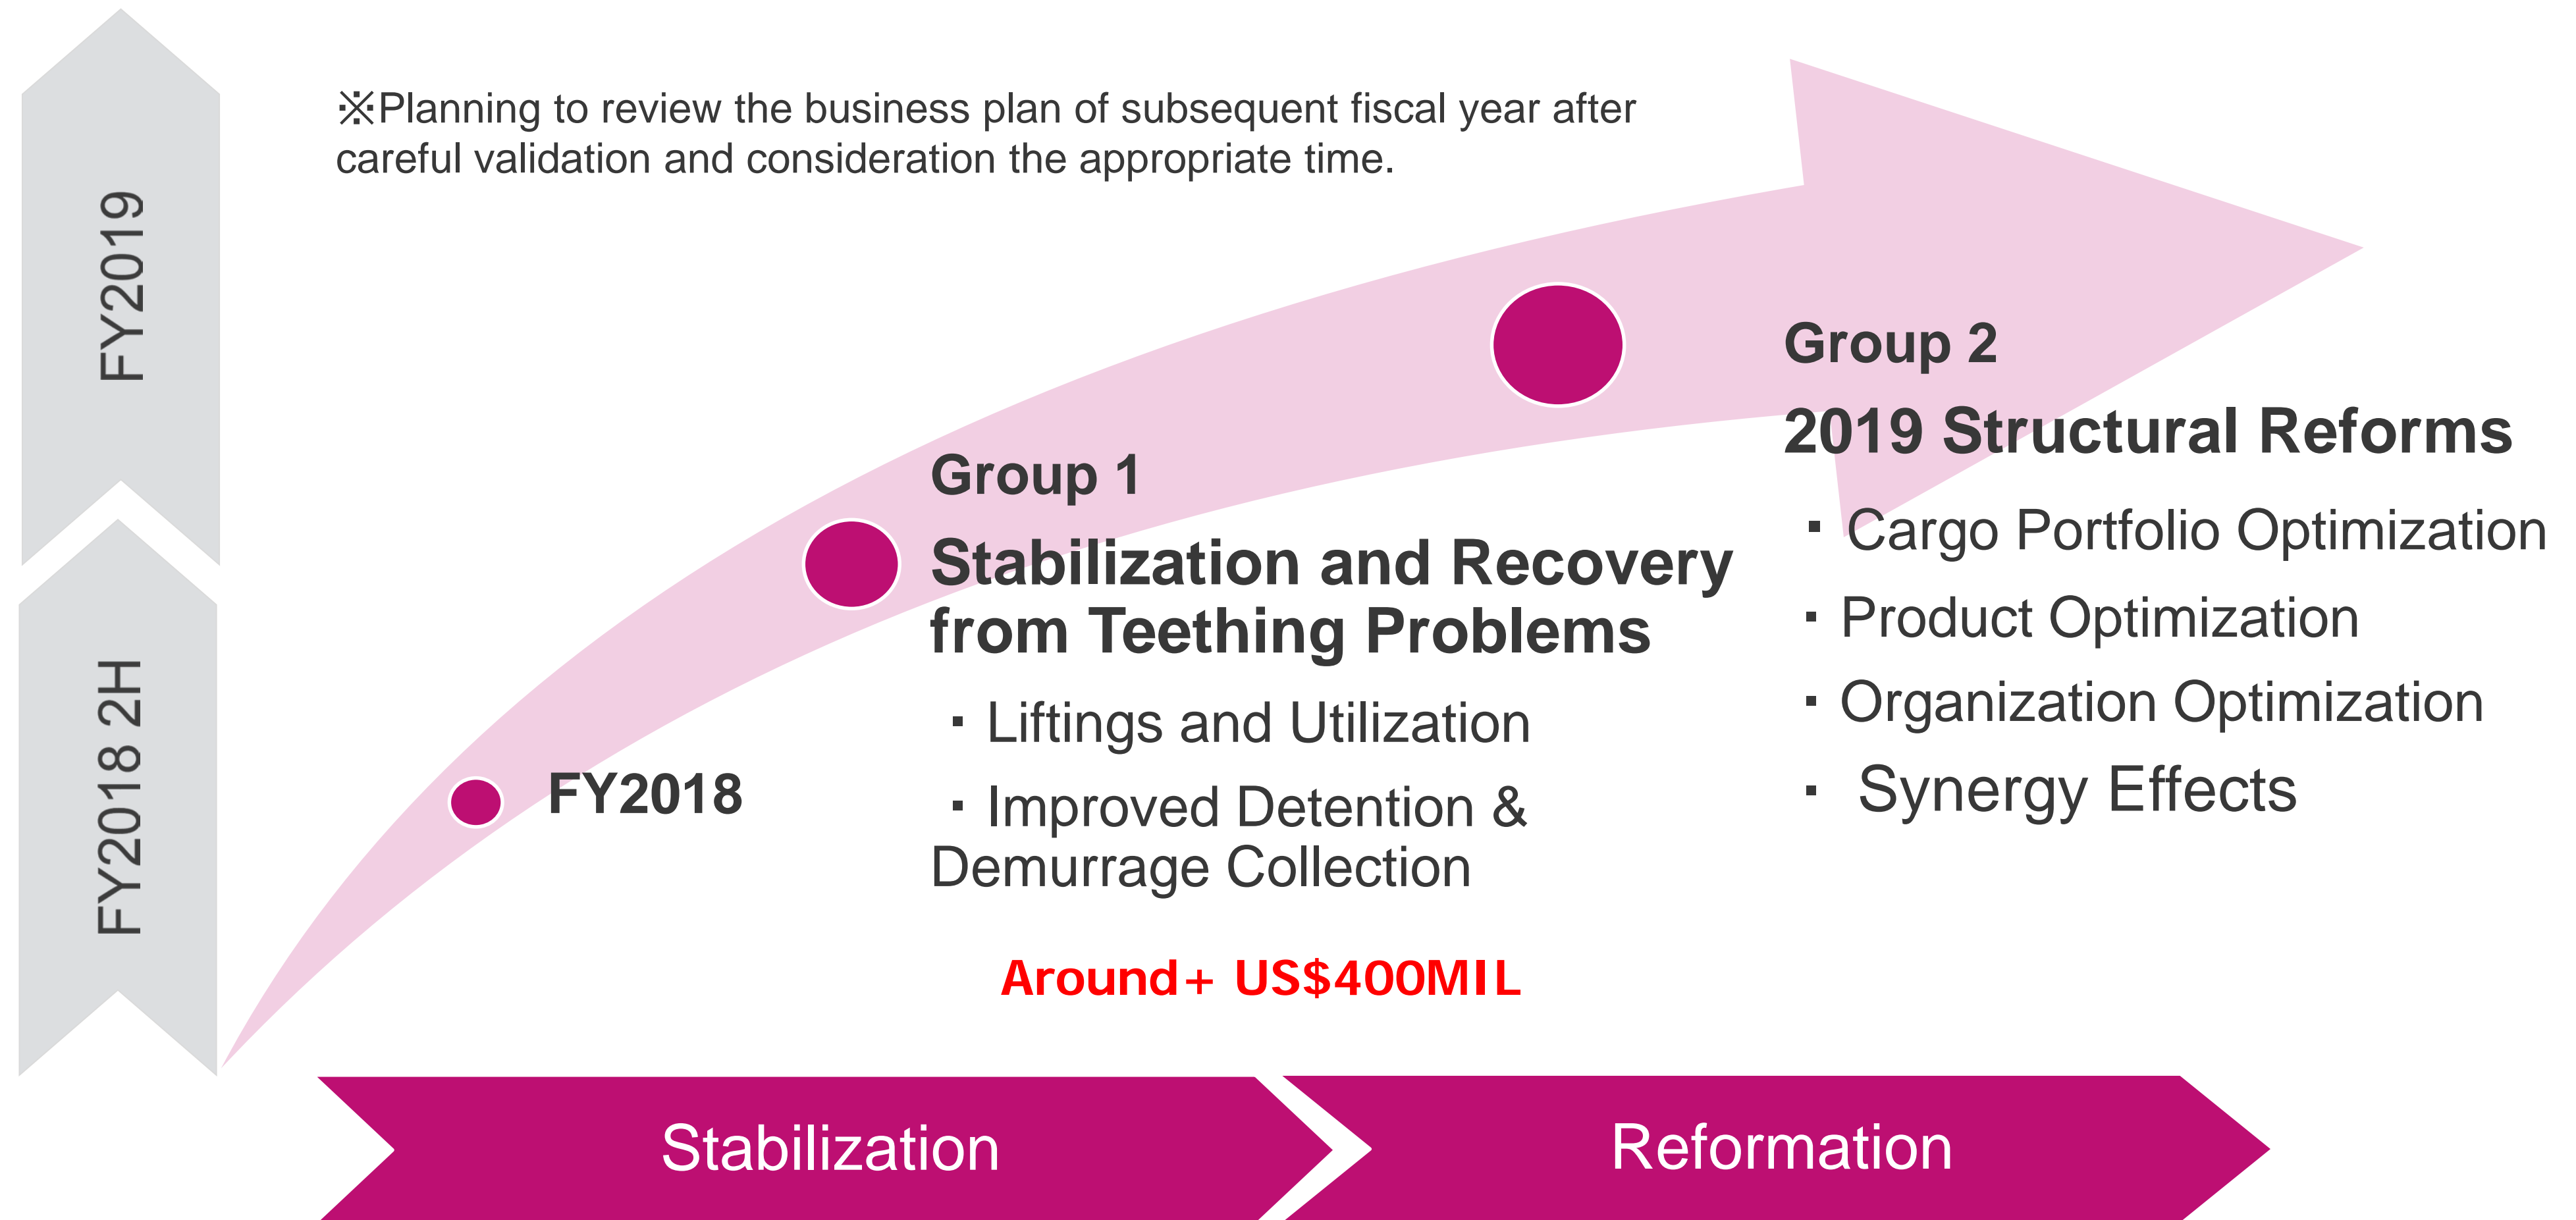 ※Planning to review the business plan of subsequent fiscal year after
careful validation and consideration the appropriate time.
FY2019
FY2018 2H
FY2018
Group 1
Stabilization and Recovery
from Teething Problems
▪ Liftings and Utilization
▪ Improved Detention &
Demurrage Collection
Around+ US$400MIL
Group 2
2019 Structural Reforms
▪ Cargo Portfolio Optimization
▪ Product Optimization
▪ Organization Optimization
▪ Synergy Effects
Stabilization
Reformation